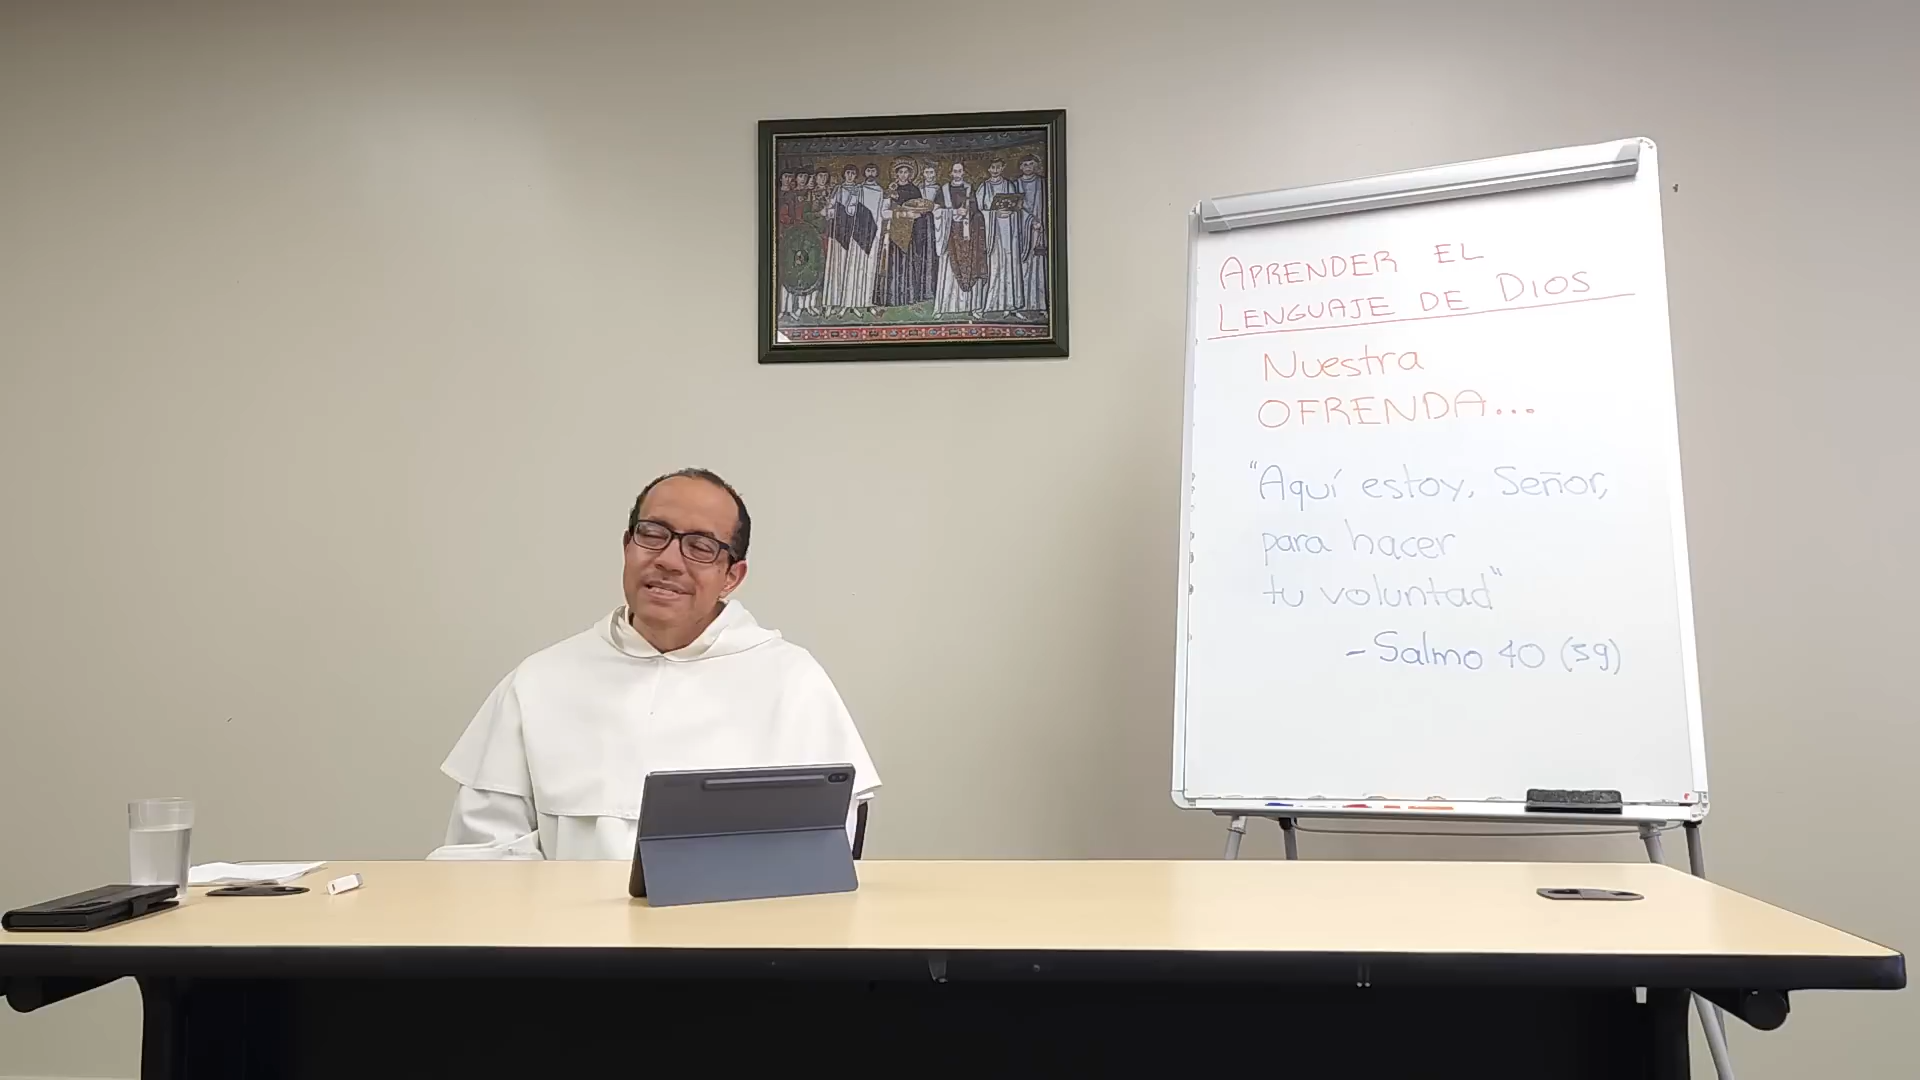 APRENDER EL
LENGUAJE DE DIOS
Nuestra
OFRENDA...
"Aquí estoy, Señor,
para hacer
tu voluntad"
- Salmo 40 (39)